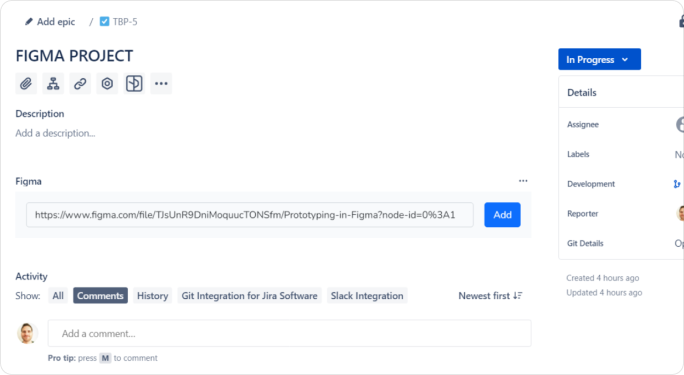 Add epic / TBP-5
FIGMA PROJECT
Description
Add a description...
Figma
...
https://www.figma.com/file/TJsUnR9DniMoquucTONSfm/Prototyping-in-Figma?node-id=0%3A1
Add
Activity
Show: All Comments History Git Integration for Jira Software Slack Integration Newest first
Add a comment...
Pro tip: press M to comment
In Progress
Details
Assignee
Labels
Development
Reporter
Git Details
Created 4 hours ago
Updated 4 hours ago